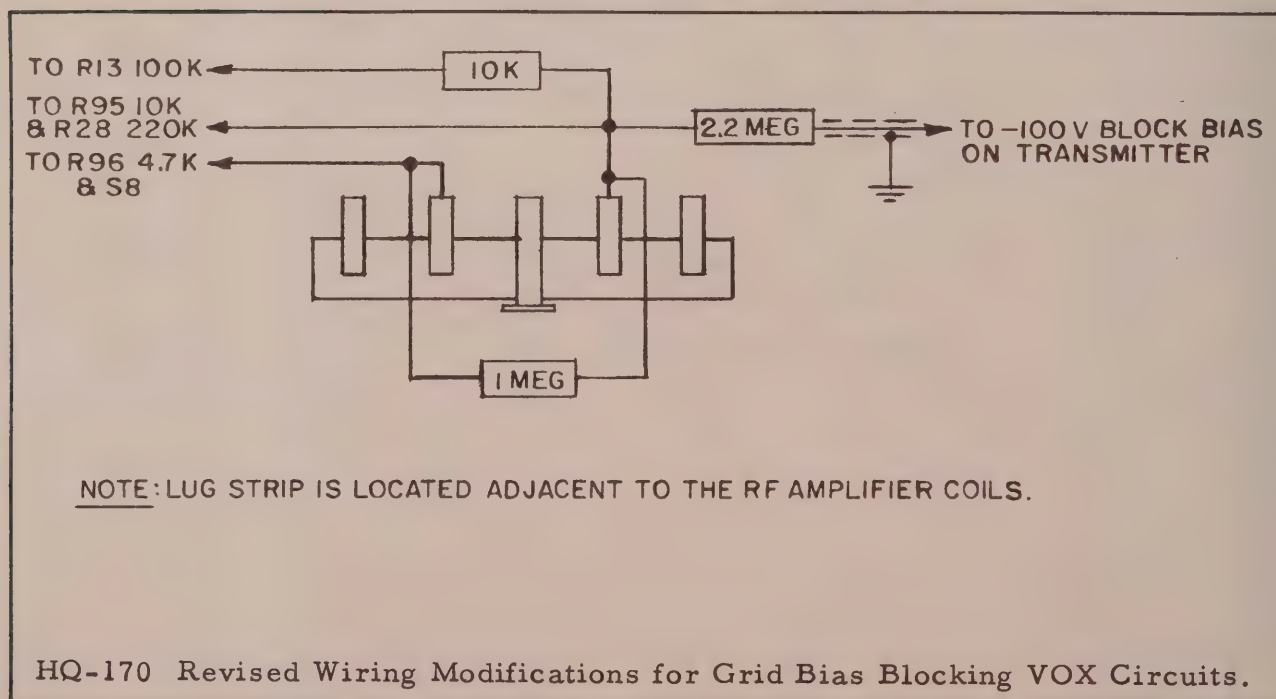 TO R13 100K
10K
TO R95 10K
& R28 220K
2.2 MEG
TO -100 V BLOCK BIAS
ON TRANSMITTER
TO R96 4.7K
& S8
1 MEG
NOTE: LUG STRIP IS LOCATED ADJACENT TO THE RF AMPLIFIER COILS.
HQ-170 Revised Wiring Modifications for Grid Bias Blocking VOX Circuits.